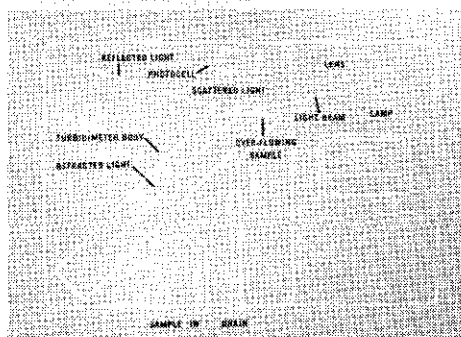 REFLECTED LIGHT
PHOTOCELL
LENS
SCATTERED LIGHT
LIGHT BEAM
LAMP
TURBIDIMETER BODY
OVER-FLOWING
SAMPLE
REFRACTED LIGHT
SAMPLE IN
DRAIN